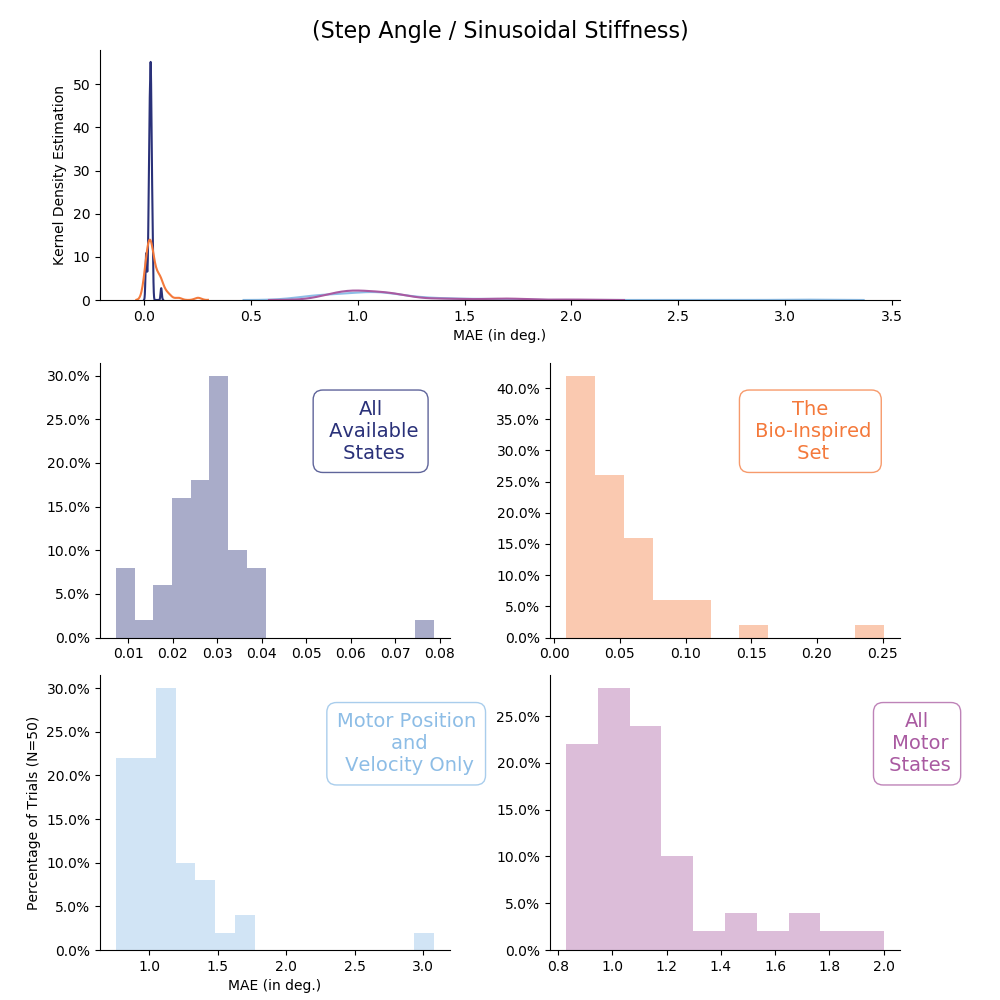 (Step Angle / Sinusoidal Stiffness)
Kernel Density Estimation
50
40
30
20
10
0
0.0 0.5 1.0 1.5 2.0 2.5 3.0 3.5
MAE (in deg.)
30.0%
25.0%
20.0%
15.0%
10.0%
5.0%
0.0%
0.01 0.02 0.03 0.04 0.05 0.06 0.07 0.08
All
Available
States
40.0%
35.0%
30.0%
25.0%
20.0%
15.0%
10.0%
5.0%
0.0%
0.00 0.05 0.10 0.15 0.20 0.25
The
Bio-Inspired
Set
Percentage of Trials (N=50)
30.0%
25.0%
20.0%
15.0%
10.0%
5.0%
0.0%
1.0 1.5 2.0 2.5 3.0
MAE (in deg.)
Motor Position
and
Velocity Only
25.0%
20.0%
15.0%
10.0%
5.0%
0.0%
0.8 1.0 1.2 1.4 1.6 1.8 2.0
All
Motor
States